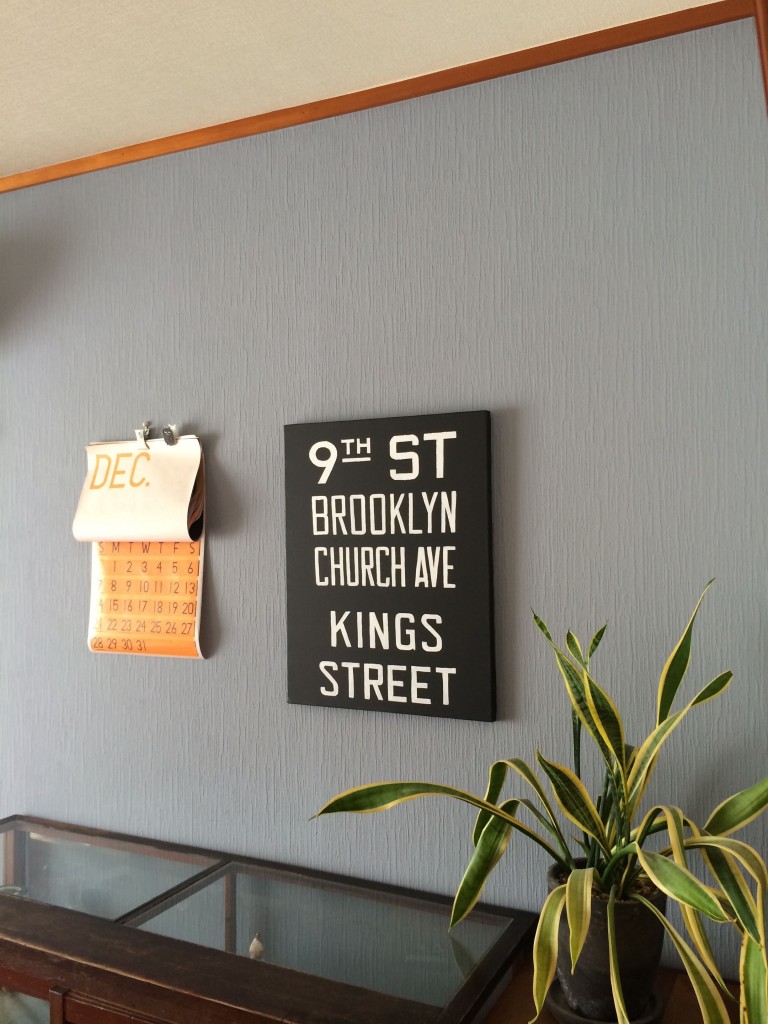 DEC.
S M T W T F S
1 2 3 4 5 6
7 8 9 10 11 12 13
14 15 16 17 18 19 20
21 22 23 24 25 26 27
28 29 30 31
9TH ST
BROOKLYN
CHURCH AVE
KINGS
STREET